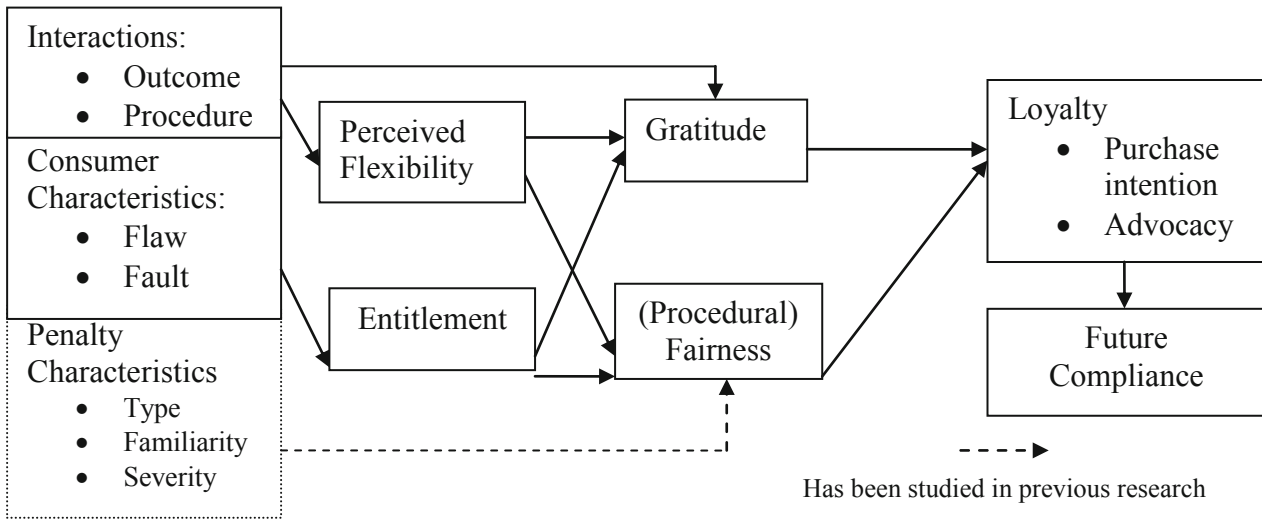 Interactions:
• Outcome
• Procedure
Consumer
Characteristics:
• Flaw
• Fault
Penalty
Characteristics
• Type
• Familiarity
• Severity
Perceived
Flexibility
Entitlement
Gratitude
(Procedural)
Fairness
Loyalty
• Purchase
intention
• Advocacy
Future
Compliance
Has been studied in previous research